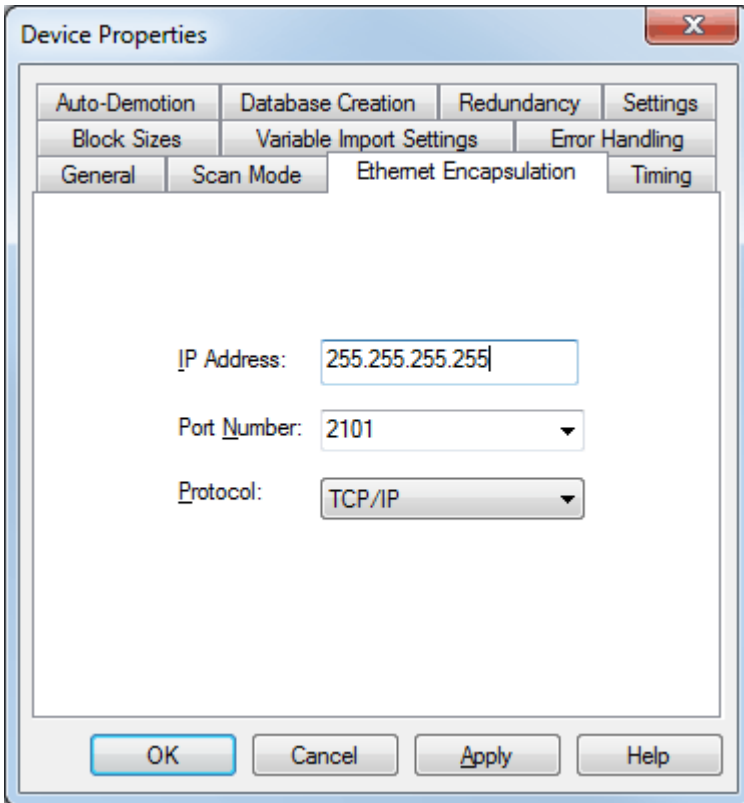 Device Properties
Auto-Demotion Database Creation Redundancy Settings
Block Sizes Variable Import Settings Error Handling
General Scan Mode Ethernet Encapsulation Timing
IP Address: 255.255.255.255
Port Number: 2101
Protocol: TCP/IP
OK Cancel Apply Help